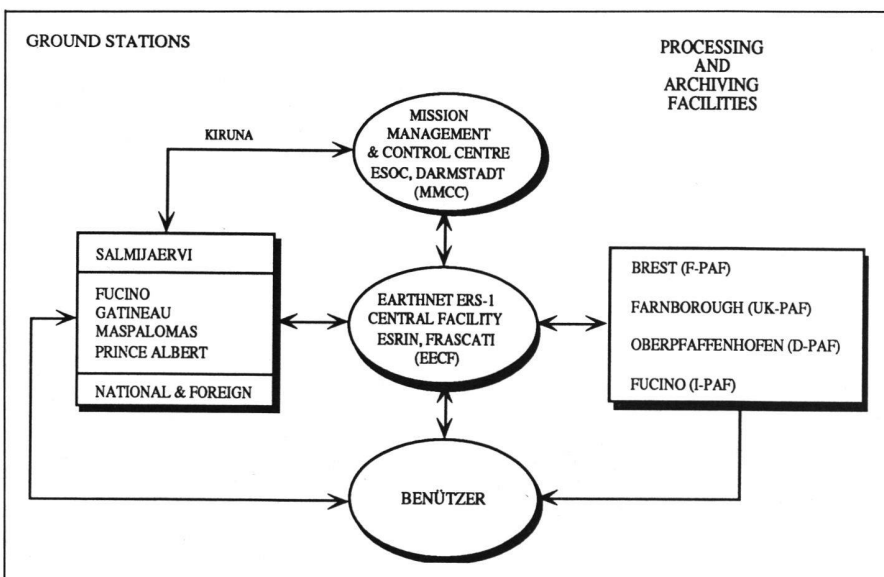 GROUND STATIONS
PROCESSING
AND
ARCHIVING
FACILITIES
KIRUNA
MISSION
MANAGEMENT
& CONTROL CENTRE
ESOC, DARMSTADT
(MMCC)
SALMIJAERVI
FUCINO
GATINEAU
MASPALOMAS
PRINCE ALBERT
NATIONAL & FOREIGN
EARTHNET ERS-1
CENTRAL FACILITY
ESRIN, FRASCATI
(EECF)
BREST (F-PAF)
FARNBOROUGH (UK-PAF)
OBERPFAFFENHOFEN (D-PAF)
FUCINO (I-PAF)
BENÜTZER